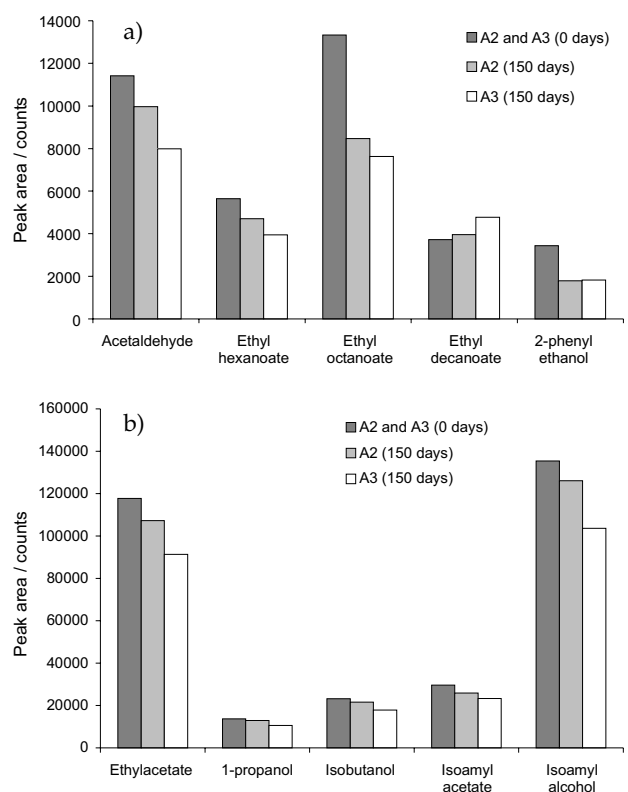 a)
14000
12000
10000
8000
6000
4000
2000
0
Peak area / counts
A2 and A3 (0 days)
A2 (150 days)
A3 (150 days)
Acetaldehyde
Ethyl
hexanoate
Ethyl
octanoate
Ethyl
decanoate
2-phenyl
ethanol
b)
160000
140000
120000
100000
80000
60000
40000
20000
0
Peak area / counts
A2 and A3 (0 days)
A2 (150 days)
A3 (150 days)
Ethylacetate
1-propanol
Isobutanol
Isoamyl
acetate
Isoamyl
alcohol